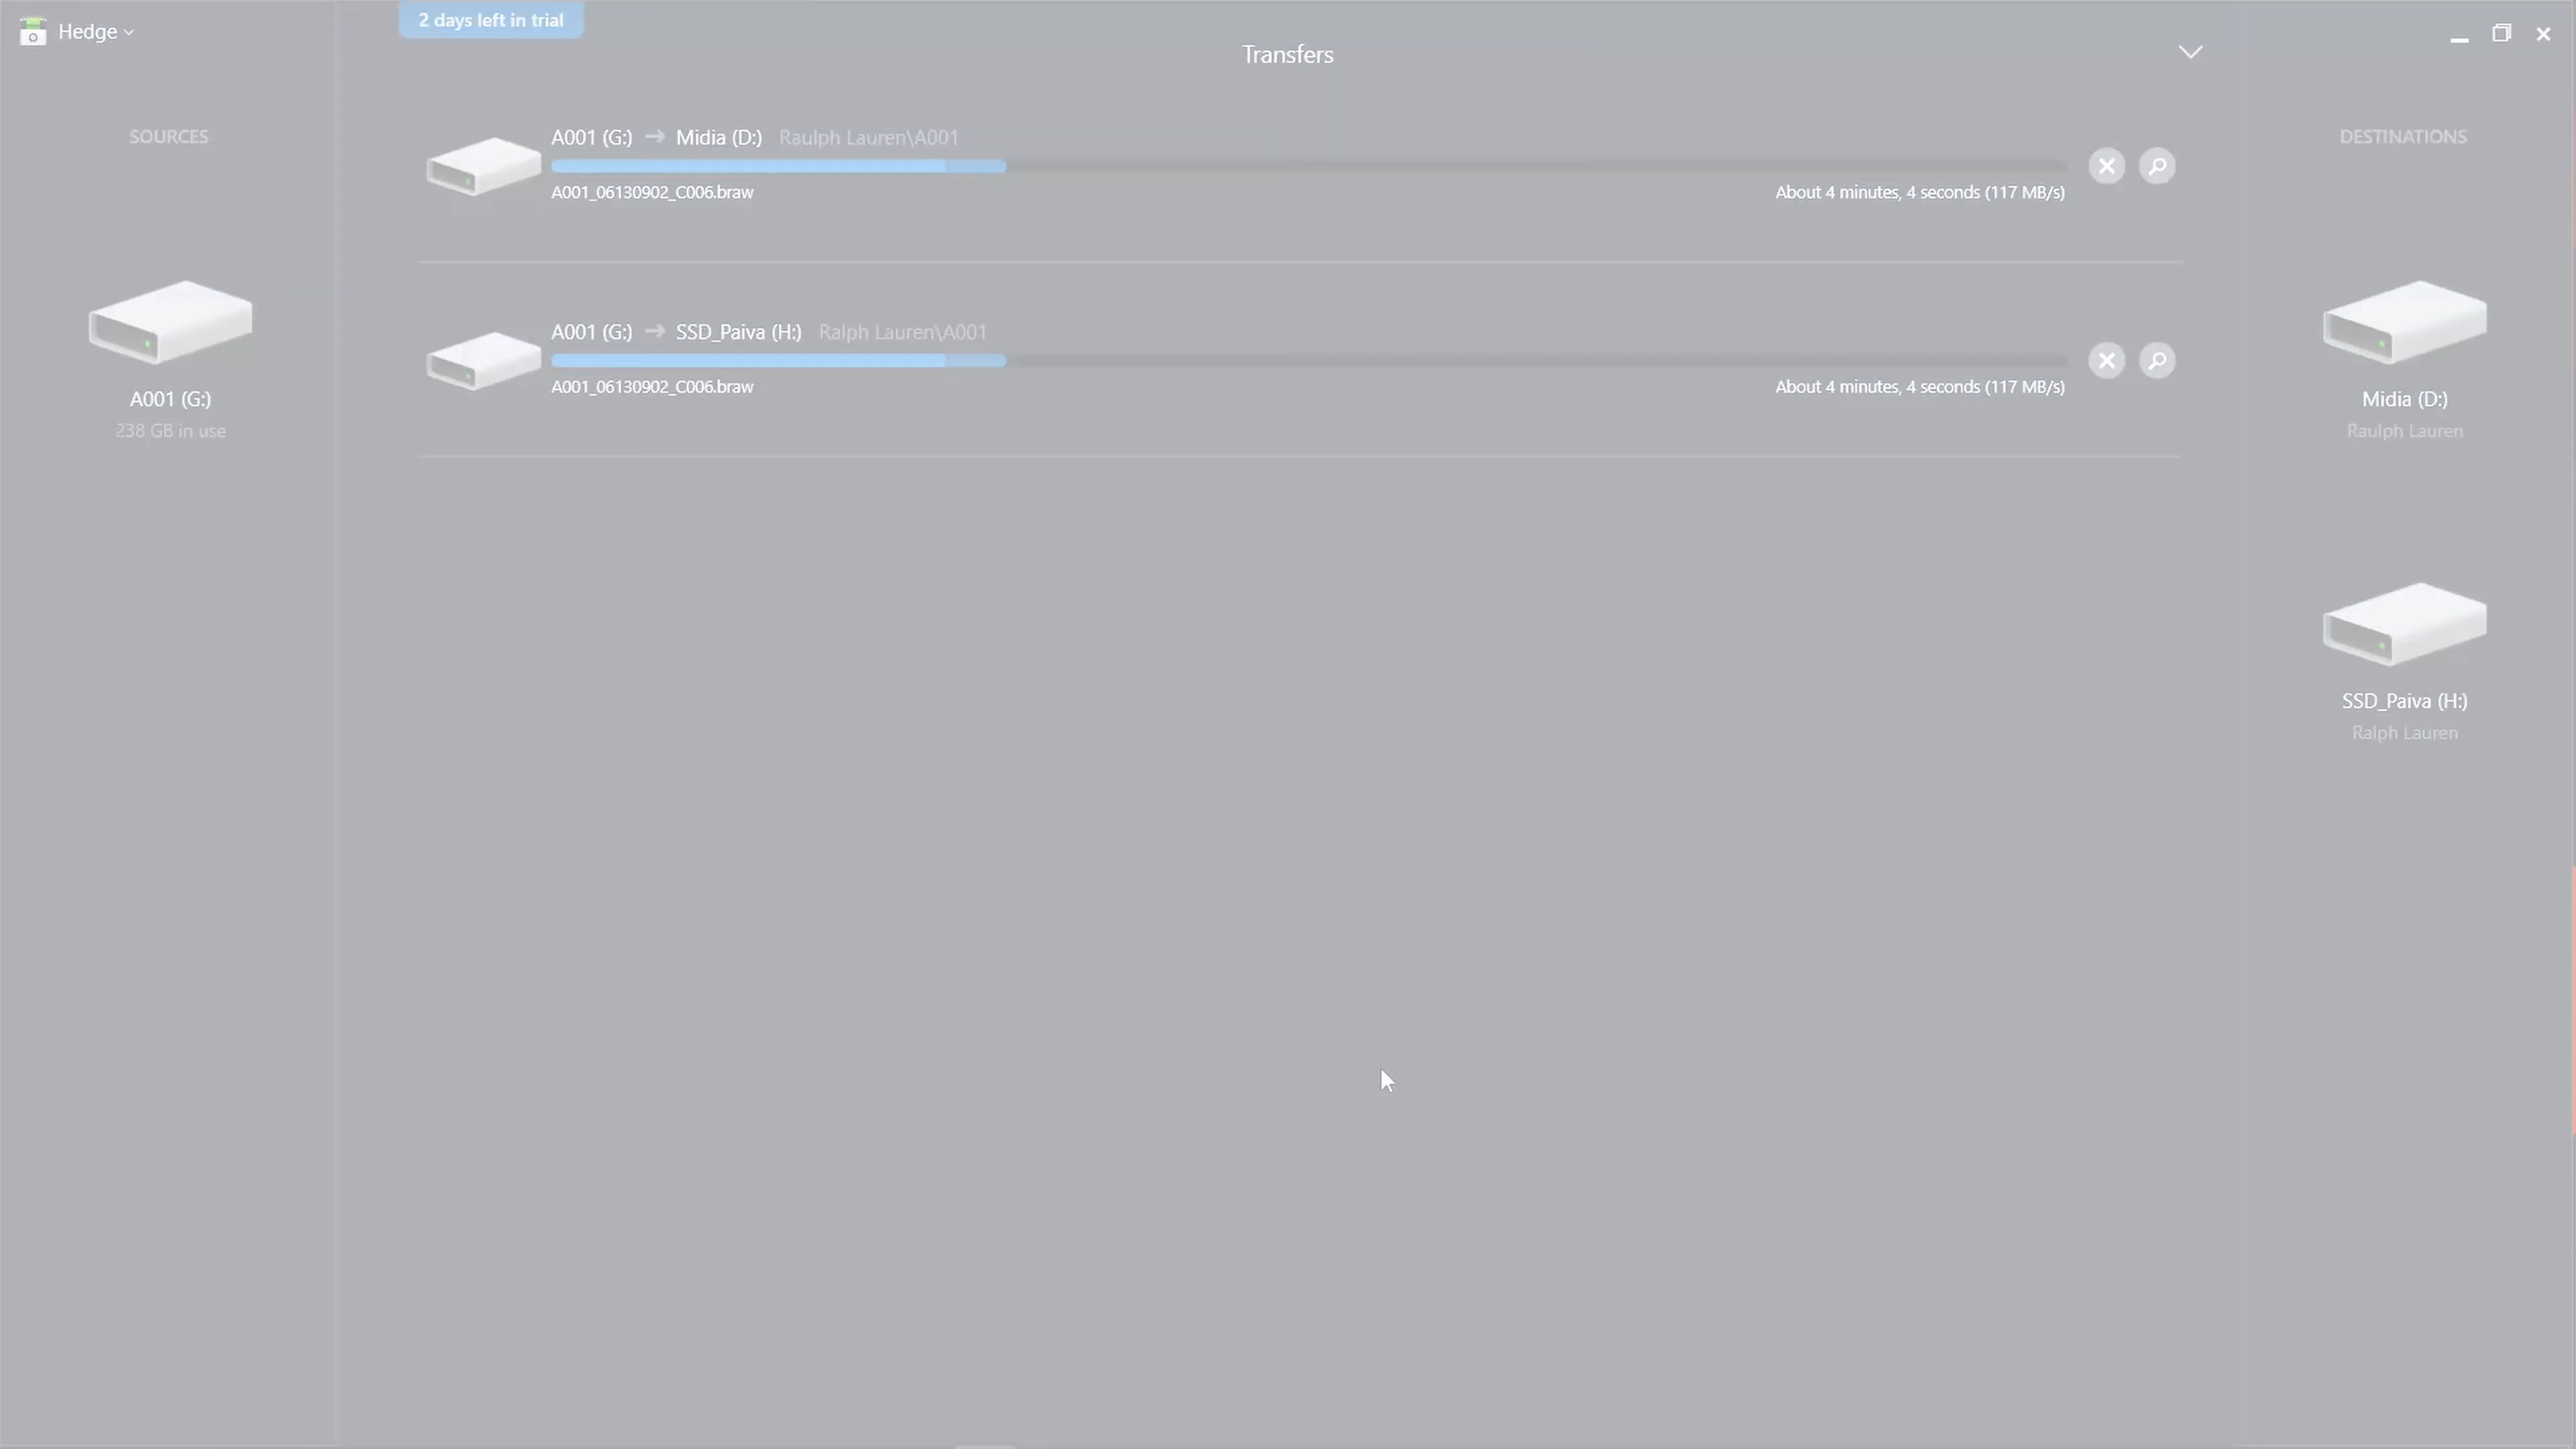 Hedge
2 days left in trial
Transfers
SOURCES
A001 (G:)
238 GB in use
A001 (G:) → Midia (D:) Raulph Lauren\A001
A001_06130902_C006.braw
About 4 minutes, 4 seconds (117 MB/s)
A001 (G:) → SSD_Paiva (H:) Ralph Lauren\A001
A001_06130902_C006.braw
About 4 minutes, 4 seconds (117 MB/s)
DESTINATIONS
Midia (D:)
Raulph Lauren
SSD_Paiva (H:)
Ralph Lauren